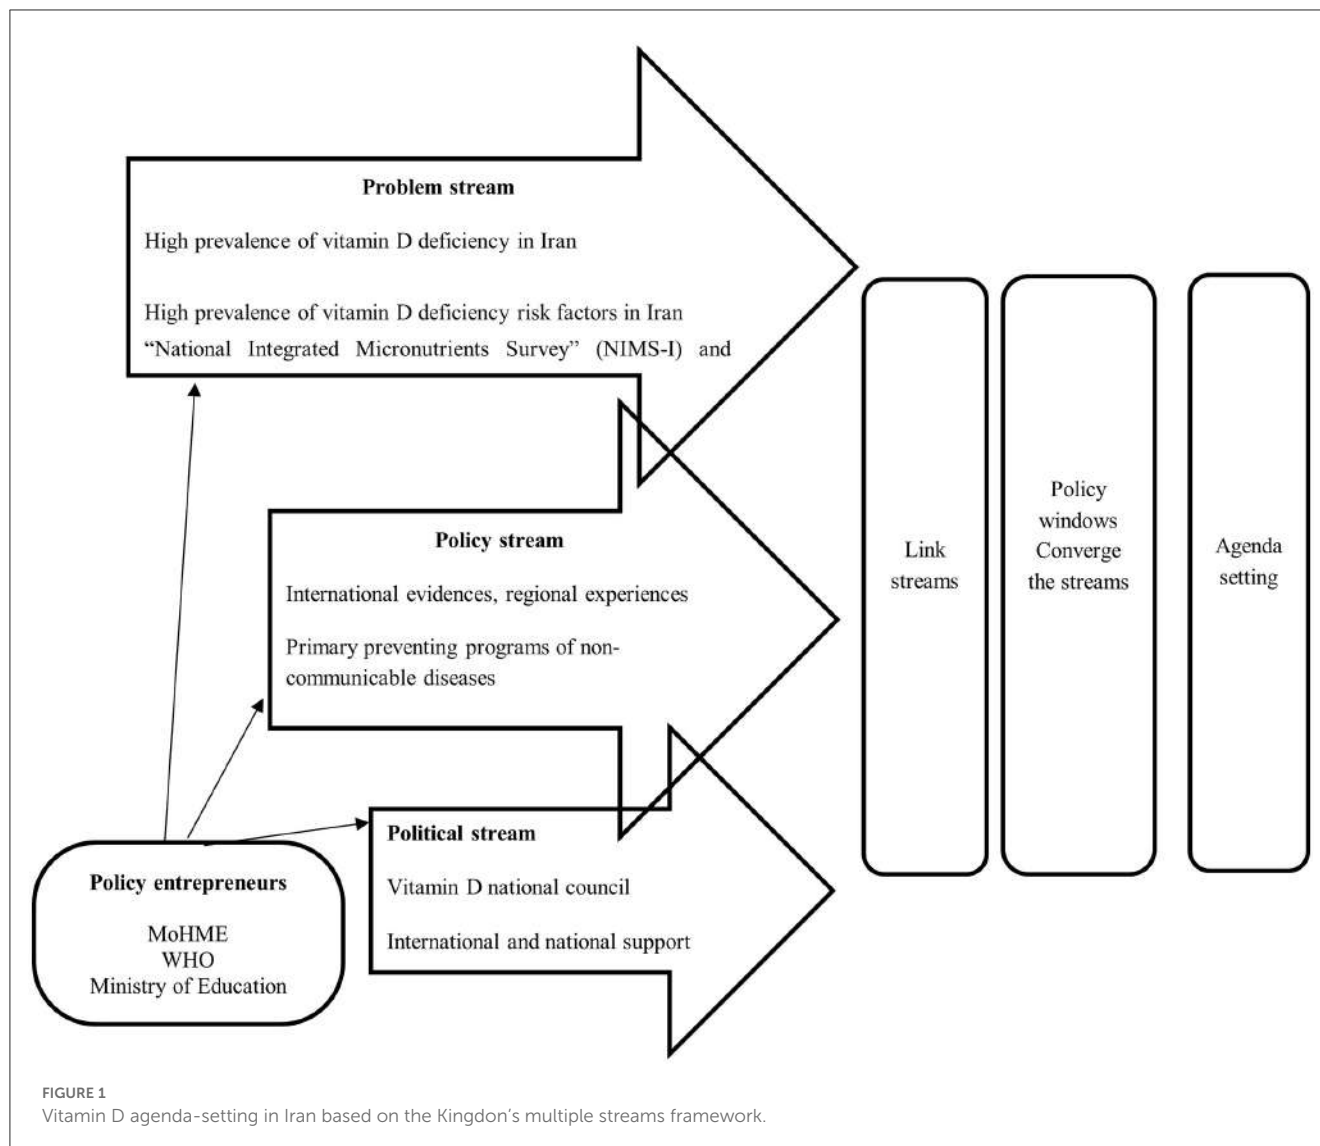 Problem stream
High prevalence of vitamin D deficiency in Iran
High prevalence of vitamin D deficiency risk factors in Iran
“National Integrated Micronutrients Survey” (NIMS-I) and
Policy stream
International evidences, regional experiences
Primary preventing programs of non-
communicable diseases
Political stream
Vitamin D national council
International and national support
Policy entrepreneurs
MoHME
WHO
Ministry of Education
Link
streams
Policy
windows
Converge
the streams
Agenda
setting
FIGURE 1
Vitamin D agenda-setting in Iran based on the Kingdon’s multiple streams framework.